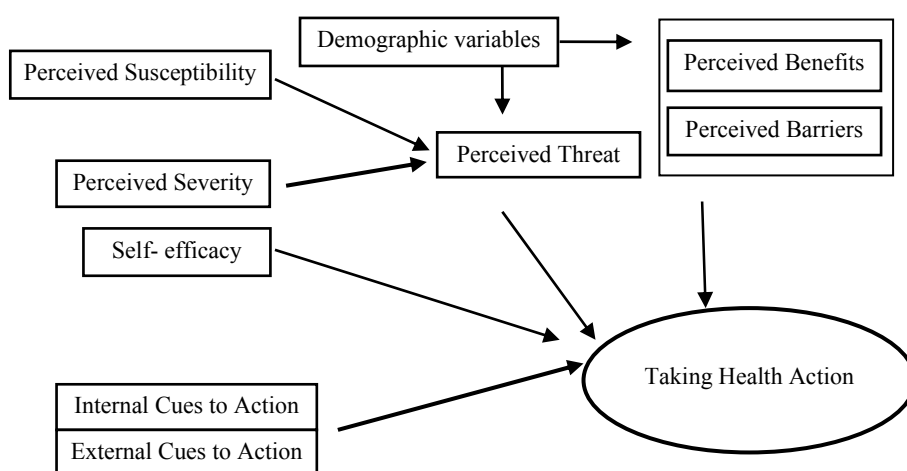 Demographic variables
Perceived Susceptibility
Perceived Benefits
Perceived Barriers
Perceived Threat
Perceived Severity
Self- efficacy
Taking Health Action
Internal Cues to Action
External Cues to Action